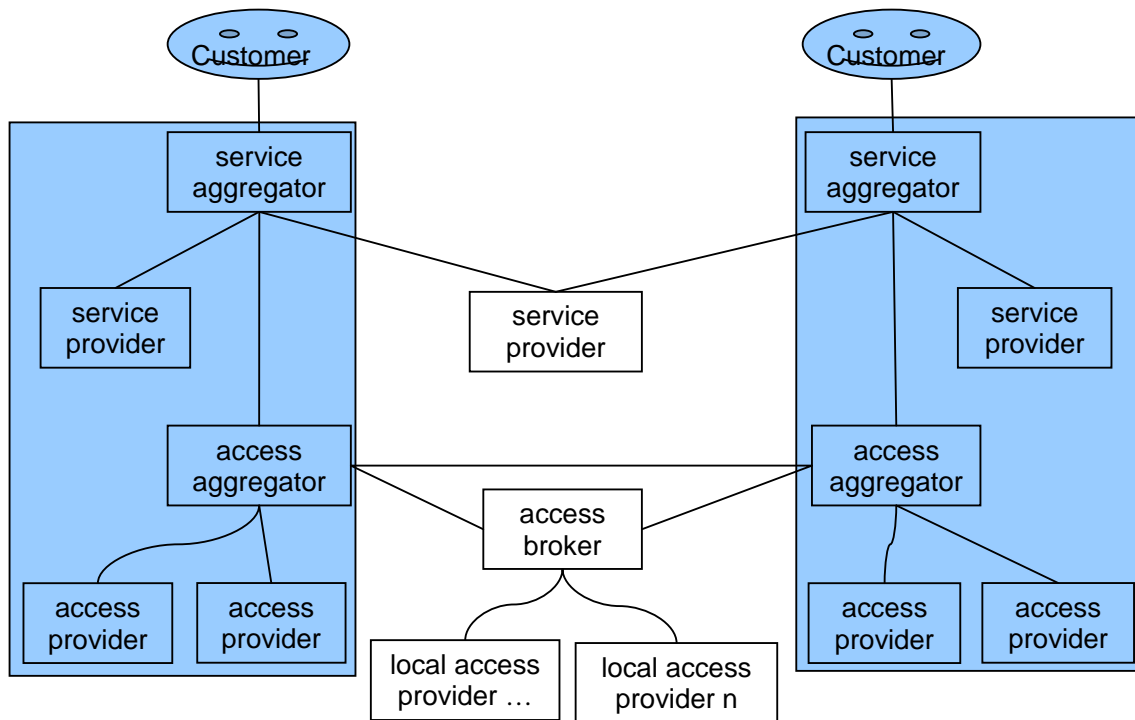 Customer
Customer
service
aggregator
service
aggregator
service
provider
service
provider
service
provider
access
aggregator
access
aggregator
access
broker
access
provider
access
provider
access
provider
access
provider
local access
provider …
local access
provider n